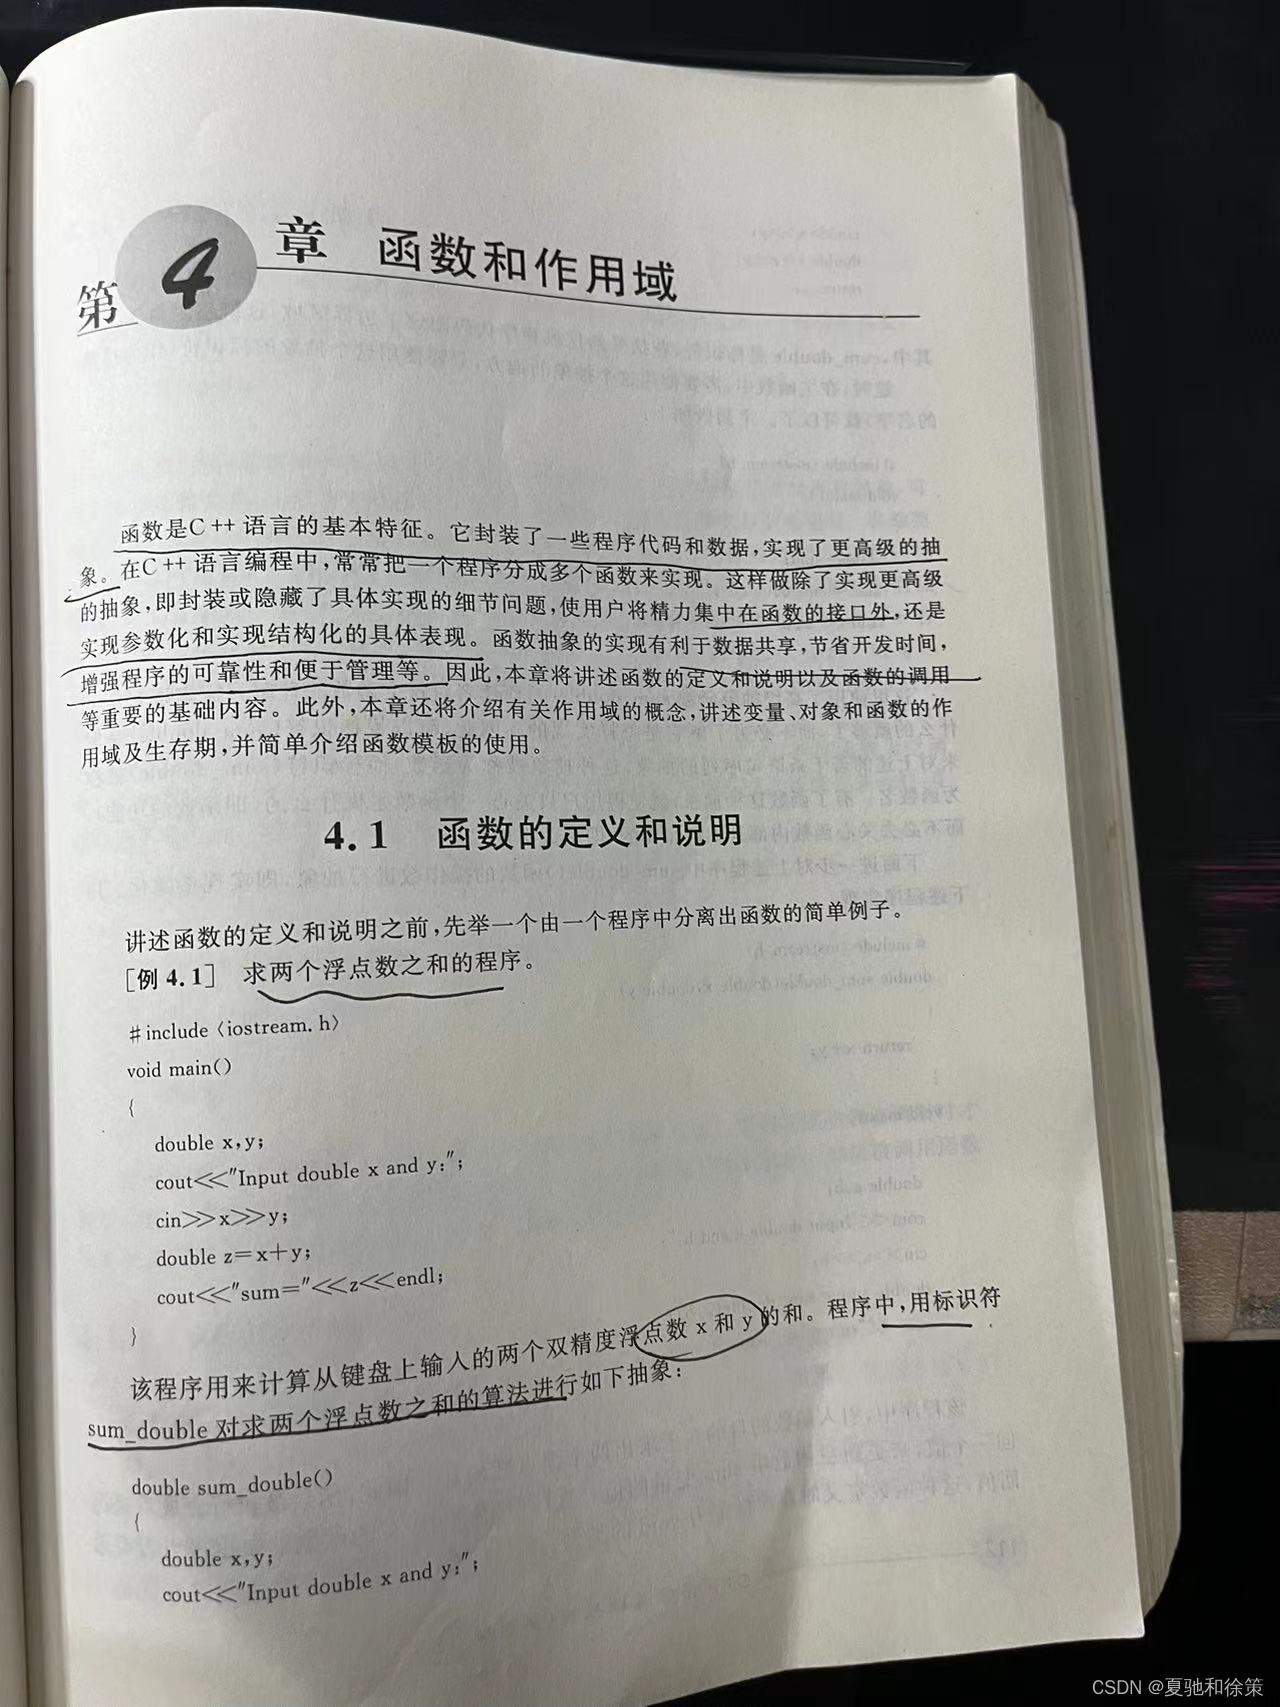 第4章 函数和作用域
函数是C++语言的基本特征。它封装了一些程序代码和数据,实现了更高级的抽
象。在C++语言编程中,常常把一个程序分成多个函数来实现。这样做除了实现更高级
的抽象,即封装或隐藏了具体实现的细节问题,使用户将精力集中在函数的接口外,还是
实现参数化和实现结构化的具体表现。函数抽象的实现有利于数据共享,节省开发时间,
增强程序的可靠性和便于管理等。因此,本章将讲述函数的定义和说明以及函数的调用
等重要的基础内容。此外,本章还将介绍有关作用域的概念,讲述变量、对象和函数的作
用域及生存期,并简单介绍函数模板的使用。
4.1 函数的定义和说明
讲述函数的定义和说明之前,先举一个由一个程序中分离出函数的简单例子。
[例 4.1] 求两个浮点数之和的程序。
#include〈iostream.h〉
void main()
{
double x,y;
cout<<"Input double x and y:";
cin>>x>>y;
double z=x+y;
cout<<"sum="<<z<<endl;
}
该程序用来计算从键盘上输入的两个双精度浮点数 x 和 y 的和。程序中,用标识符
sum_double 对求两个浮点数之和的算法进行如下抽象:
double sum_double()
{
double x,y;
cout<<"Input double x and y:";
CSDN @夏驰和徐策